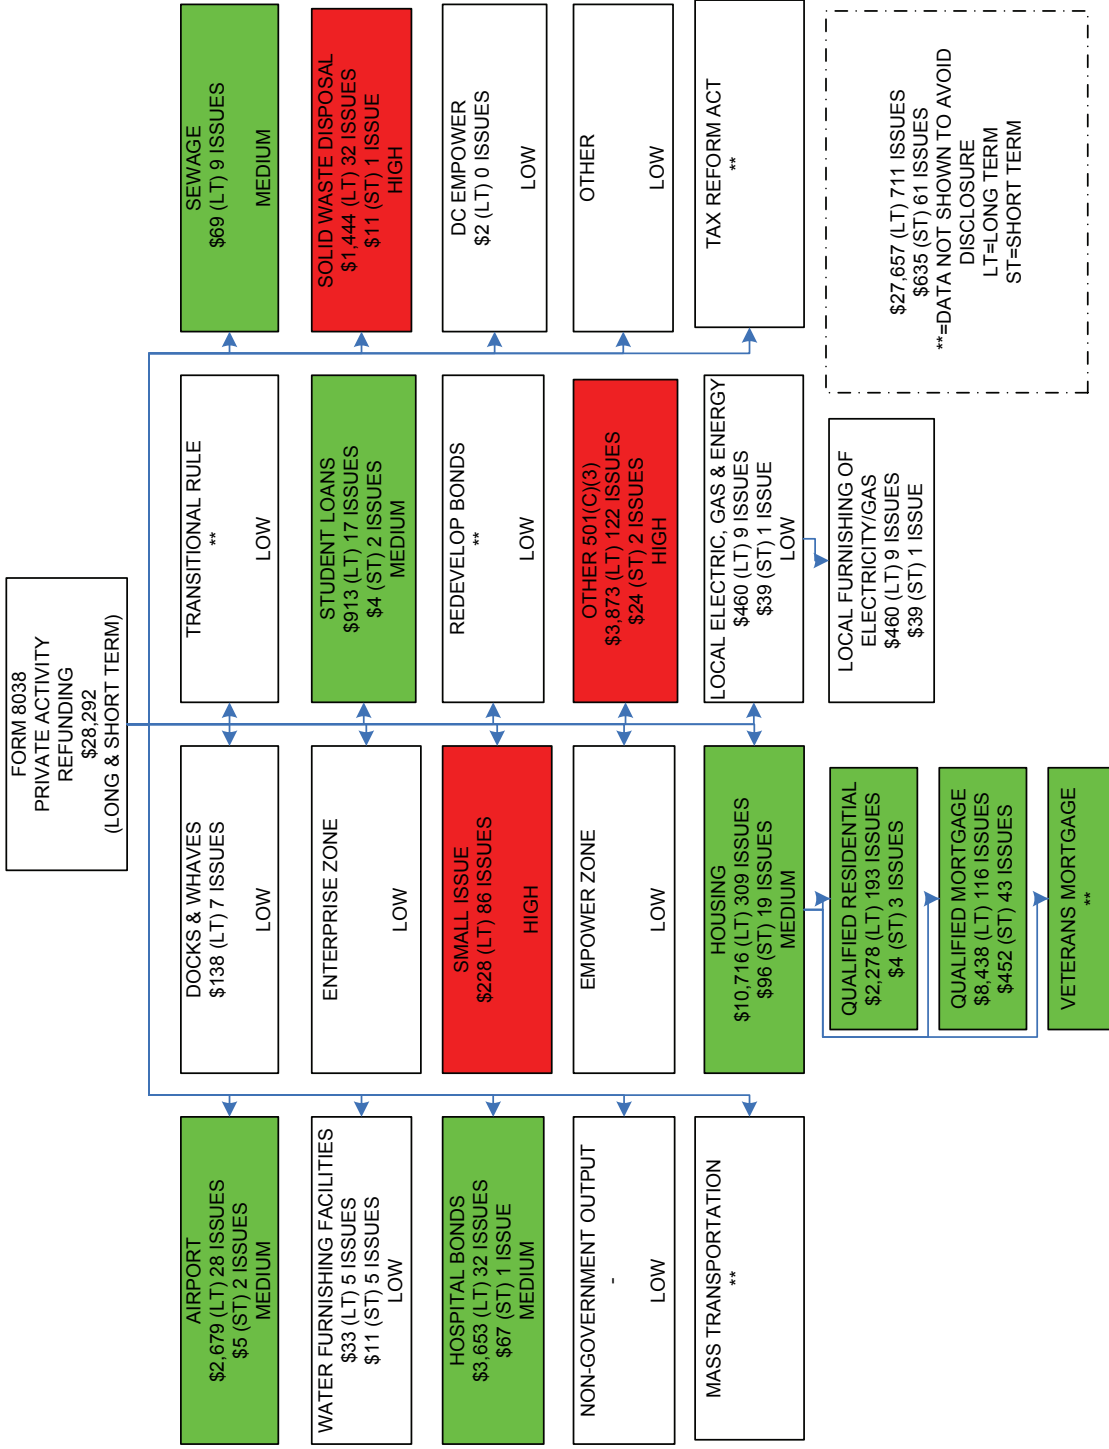 FORM 8038
PRIVATE ACTIVITY
REFUNDING
$28,292
(LONG & SHORT TERM)
AIRPORT
$2,679 (LT) 28 ISSUES
$5 (ST) 2 ISSUES
MEDIUM
WATER FURNISHING FACILITIES
$33 (LT) 5 ISSUES
$11 (ST) 5 ISSUES
LOW
HOSPITAL BONDS
$3,653 (LT) 32 ISSUES
$67 (ST) 1 ISSUE
MEDIUM
NON-GOVERNMENT OUTPUT
-
LOW
MASS TRANSPORTATION
**
DOCKS & WHAVES
$138 (LT) 7 ISSUES
LOW
ENTERPRISE ZONE
LOW
SMALL ISSUE
$228 (LT) 86 ISSUES
HIGH
EMPOWER ZONE
LOW
HOUSING
$10,716 (LT) 309 ISSUES
$96 (ST) 19 ISSUES
MEDIUM
QUALIFIED RESIDENTIAL
$2,278 (LT) 193 ISSUES
$4 (ST) 3 ISSUES
QUALIFIED MORTGAGE
$8,438 (LT) 116 ISSUES
$452 (ST) 43 ISSUES
VETERANS MORTGAGE
**
TRANSITIONAL RULE
**
LOW
STUDENT LOANS
$913 (LT) 17 ISSUES
$4 (ST) 2 ISSUES
MEDIUM
REDEVELOP BONDS
**
LOW
OTHER 501(C)(3)
$3,873 (LT) 122 ISSUES
$24 (ST) 2 ISSUES
HIGH
LOCAL ELECTRIC, GAS & ENERGY
$460 (LT) 9 ISSUES
$39 (ST) 1 ISSUE
LOW
LOCAL FURNISHING OF
ELECTRICITY/GAS
$460 (LT) 9 ISSUES
$39 (ST) 1 ISSUE
SEWAGE
$69 (LT) 9 ISSUES
MEDIUM
SOLID WASTE DISPOSAL
$1,444 (LT) 32 ISSUES
$11 (ST) 1 ISSUE
HIGH
DC EMPOWER
$2 (LT) 0 ISSUES
LOW
OTHER
LOW
TAX REFORM ACT
**
$27,657 (LT) 711 ISSUES
$635 (ST) 61 ISSUES
**=DATA NOT SHOWN TO AVOID
DISCLOSURE
LT=LONG TERM
ST=SHORT TERM